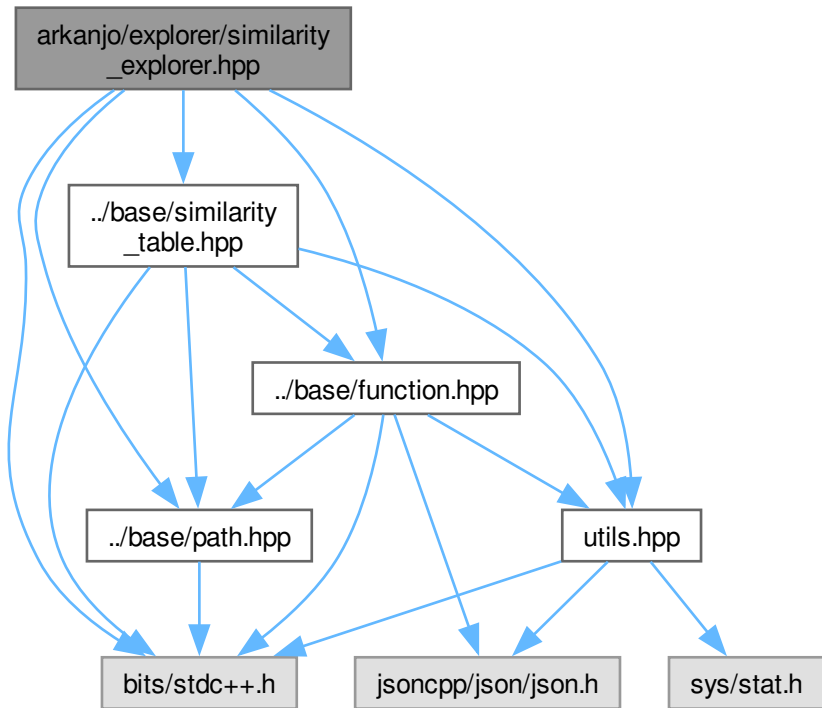 arkanjo/explorer/similarity
_explorer.hpp
../base/similarity
_table.hpp
../base/function.hpp
../base/path.hpp
utils.hpp
bits/stdc++.h
jsoncpp/json/json.h
sys/stat.h